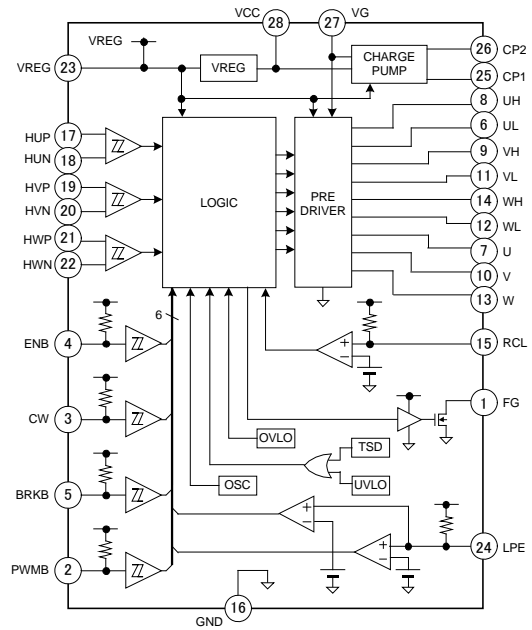 VCC VG
28 27
VREG
VREG 23
VREG
CHARGE
PUMP
26 CP2
25 CP1
8 UH
6 UL
9 VH
11 VL
14 WH
12 WL
7 U
10 V
13 W
HUP 17
HUN 18
HVP 19
HVN 20
HWP 21
HWN 22
LOGIC
PRE
DRIVER
6
ENB 4
15 RCL
CW 3
1 FG
OVLO
TSD
BRKB 5
OSC
UVLO
PWMB 2
24 LPE
GND 16
+
−
+
−
+
−